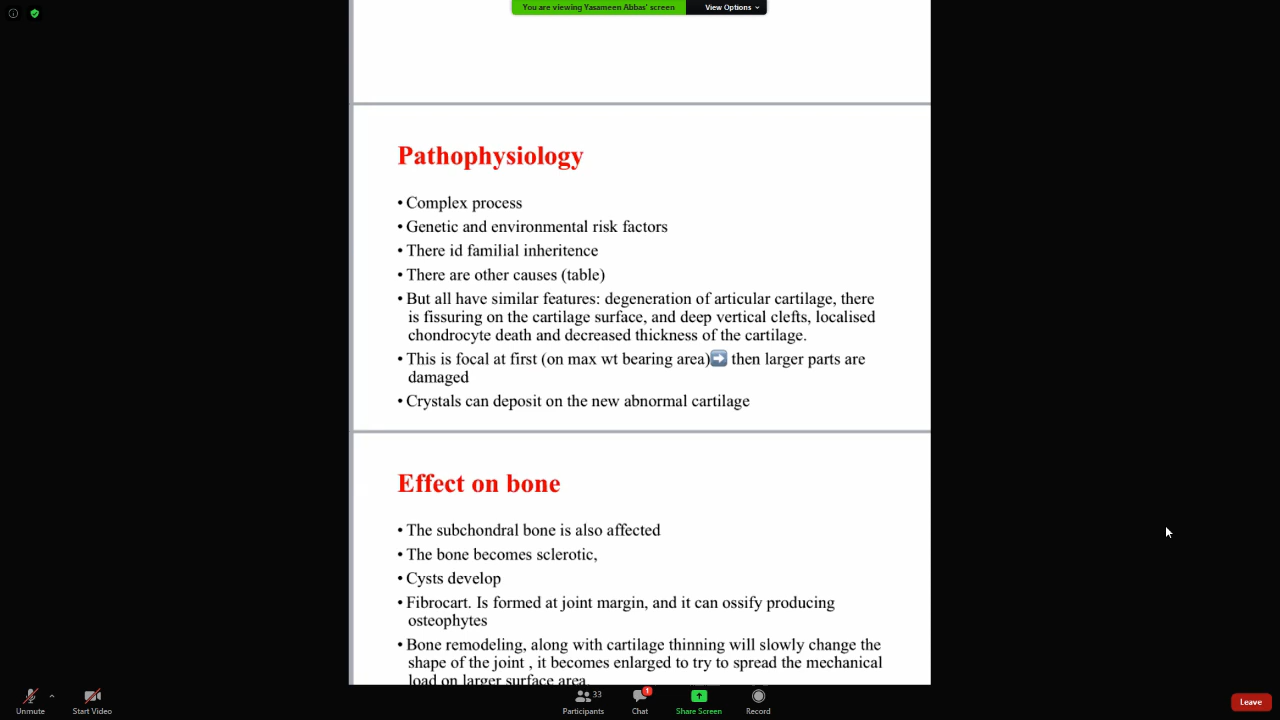 You are viewing Yasameen Abbas' screen
View Options
Pathophysiology
• Complex process
• Genetic and environmental risk factors
• There id familial inheritence
• There are other causes (table)
• But all have similar features: degeneration of articular cartilage, there
is fissuring on the cartilage surface, and deep vertical clefts, localised
chondrocyte death and decreased thickness of the cartilage.
• This is focal at first (on max wt bearing area)➡ then larger parts are
damaged
• Crystals can deposit on the new abnormal cartilage
Effect on bone
• The subchondral bone is also affected
• The bone becomes sclerotic,
• Cysts develop
• Fibrocart. Is formed at joint margin, and it can ossify producing
osteophytes
• Bone remodeling, along with cartilage thinning will slowly change the
shape of the joint , it becomes enlarged to try to spread the mechanical
load on larger surface area.
Unmute
Start Video
33
Participants
1
Chat
Share Screen
Record
Leave